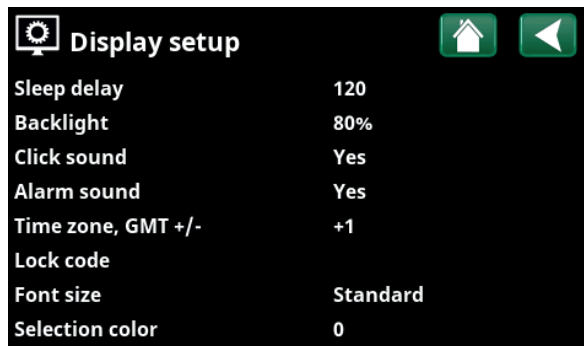 Display setup
Sleep delay 120
Backlight 80%
Click sound Yes
Alarm sound Yes
Time zone, GMT +/- +1
Lock code
Font size Standard
Selection color 0